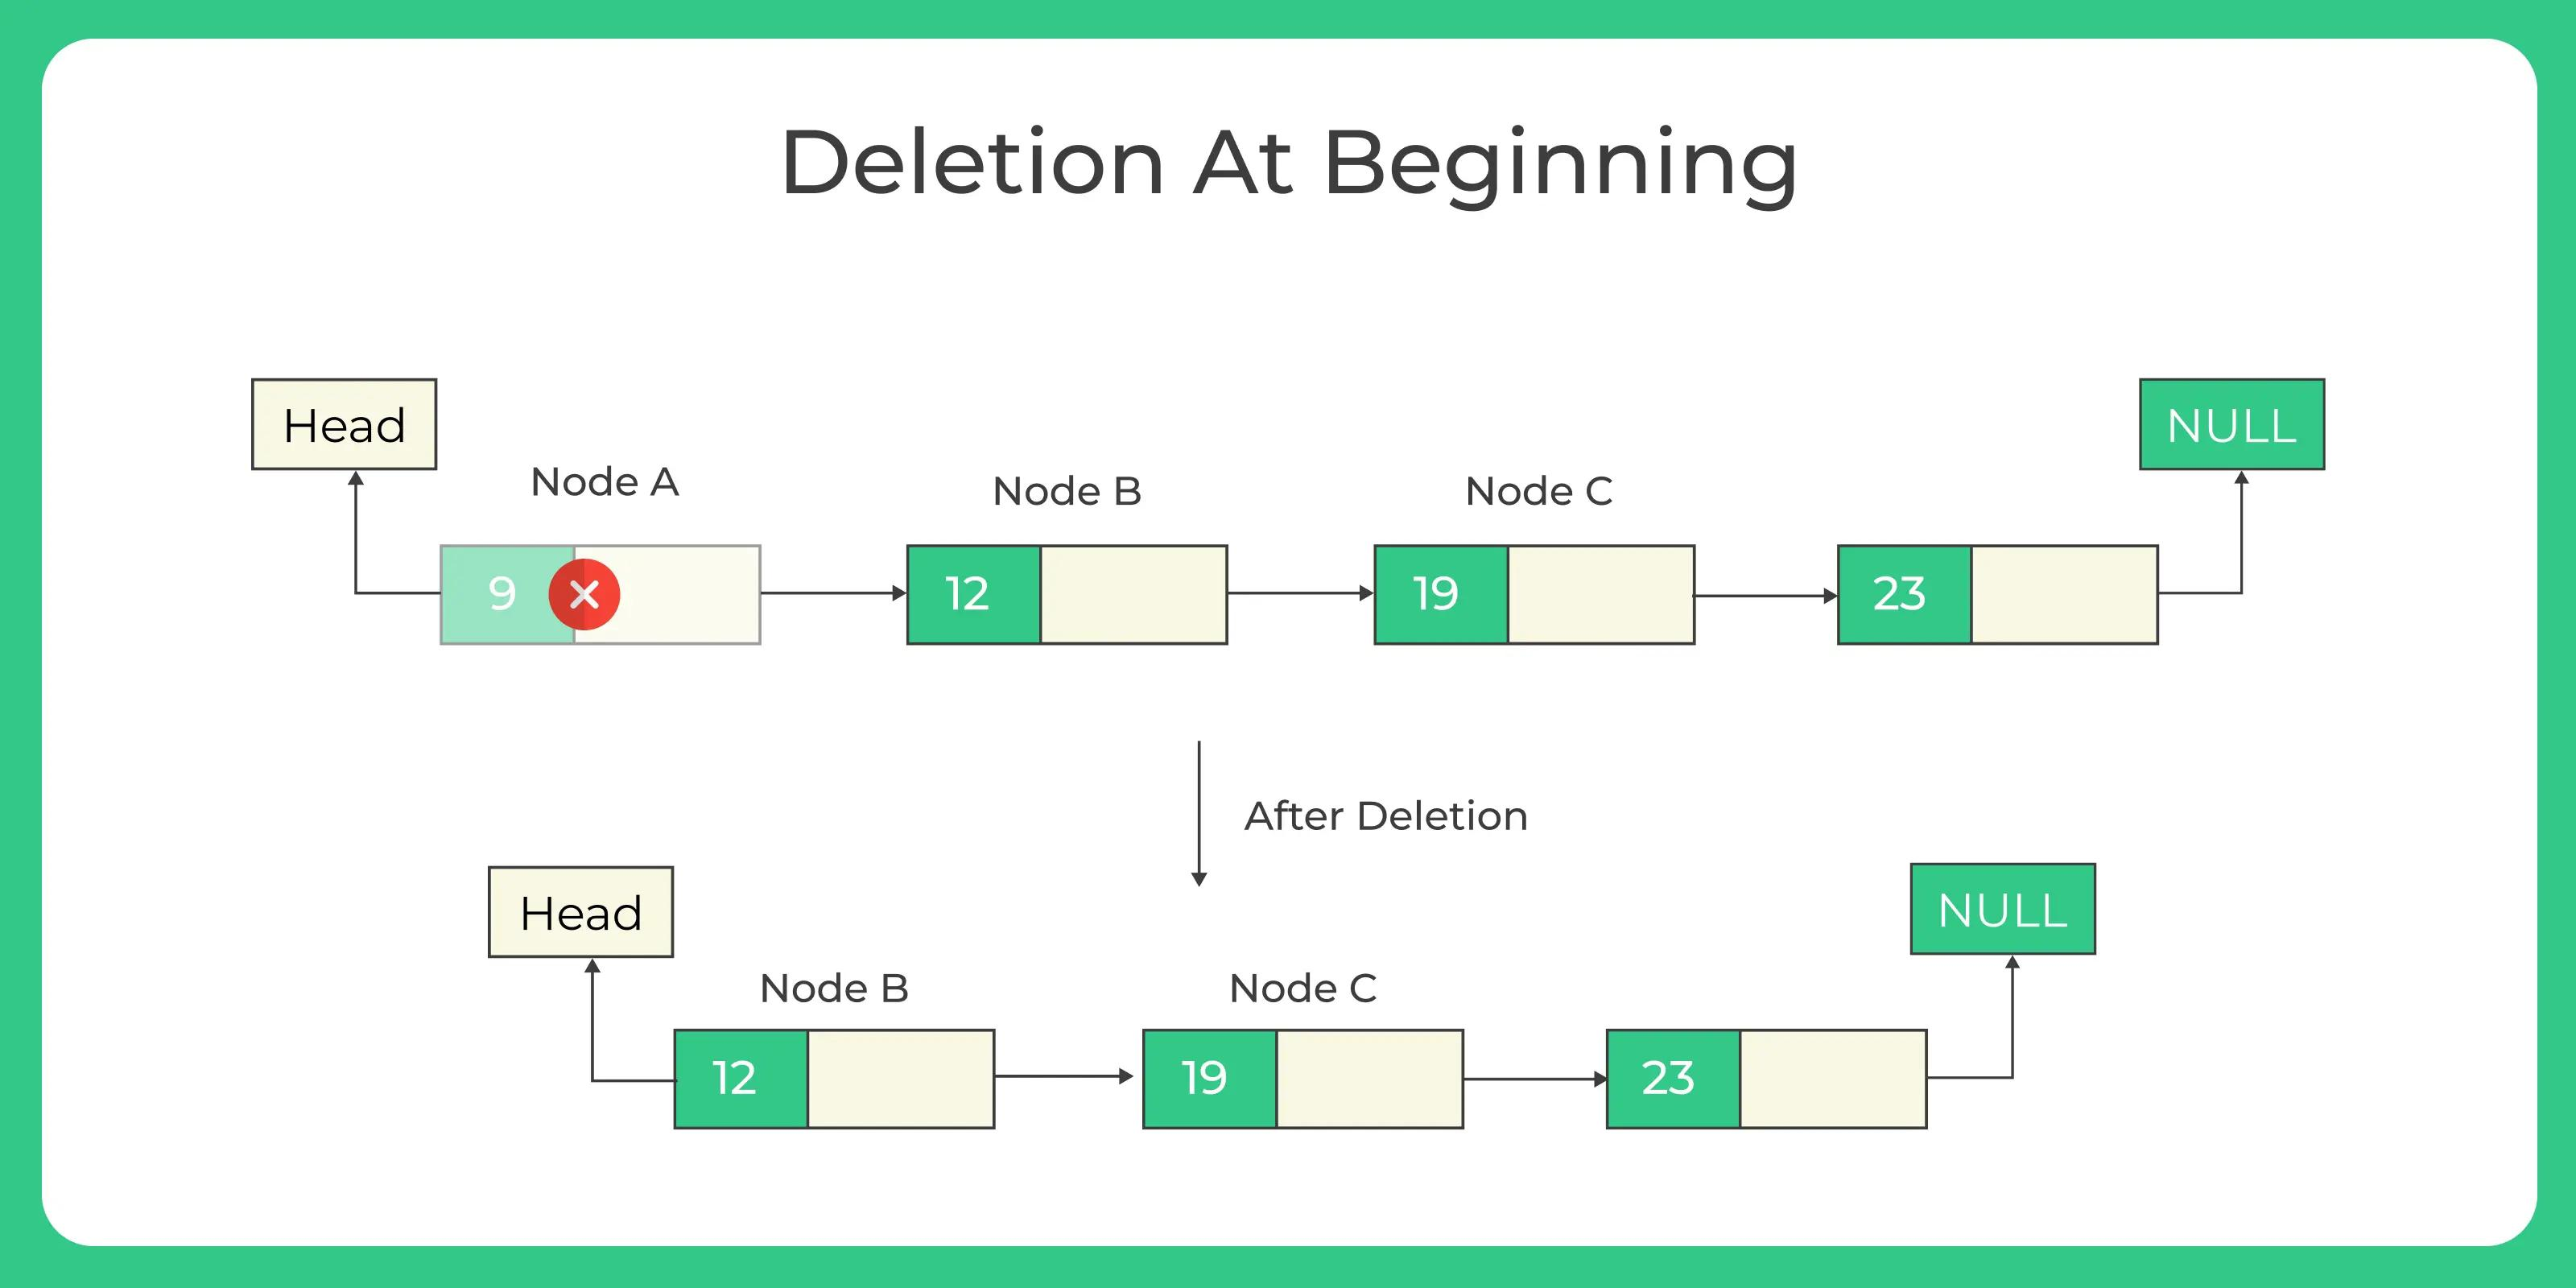 Deletion At Beginning
Head
NULL
Node A
Node B
Node C
9
12
19
23
After Deletion
Head
NULL
Node B
Node C
12
19
23